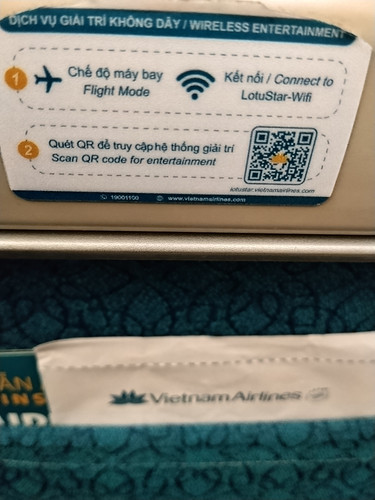 DỊCH VỤ GIẢI TRÍ KHÔNG DÂY / WIRELESS ENTERTAINMENT
1
Chế độ máy bay
Flight Mode
Kết nối / Connect to
LotuStar-Wifi
2
Quét QR để truy cập hệ thống giải trí
Scan QR code for entertainment
lotustar.vietnamairlines.com
19001100
www.vietnamairlines.com
Vietnam Airlines